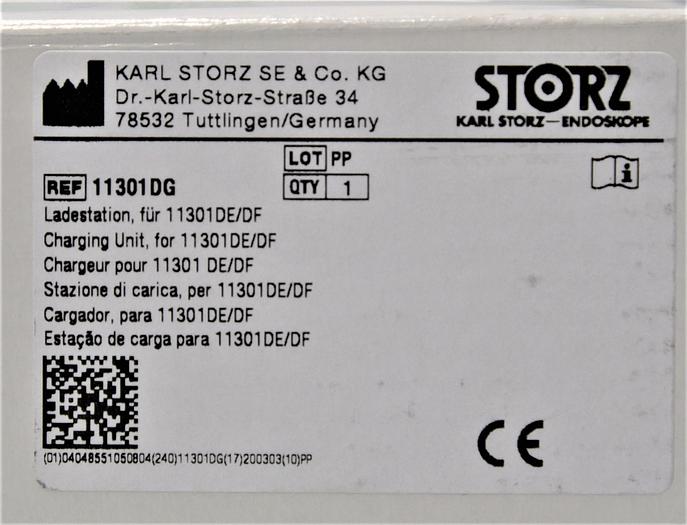 KARL STORZ SE & Co. KG
Dr.-Karl-Storz-Straße 34
78532 Tuttlingen/Germany
STORZ
KARL STORZ—ENDOSKOPE
LOT PP
REF 11301DG
QTY 1
i
Ladestation, für 11301DE/DF
Charging Unit, for 11301DE/DF
Chargeur pour 11301 DE/DF
Stazione di carica, per 11301DE/DF
Cargador, para 11301DE/DF
Estação de carga para 11301DE/DF
(01)04048551050804(240)11301DG(17)200303(10)PP
CE